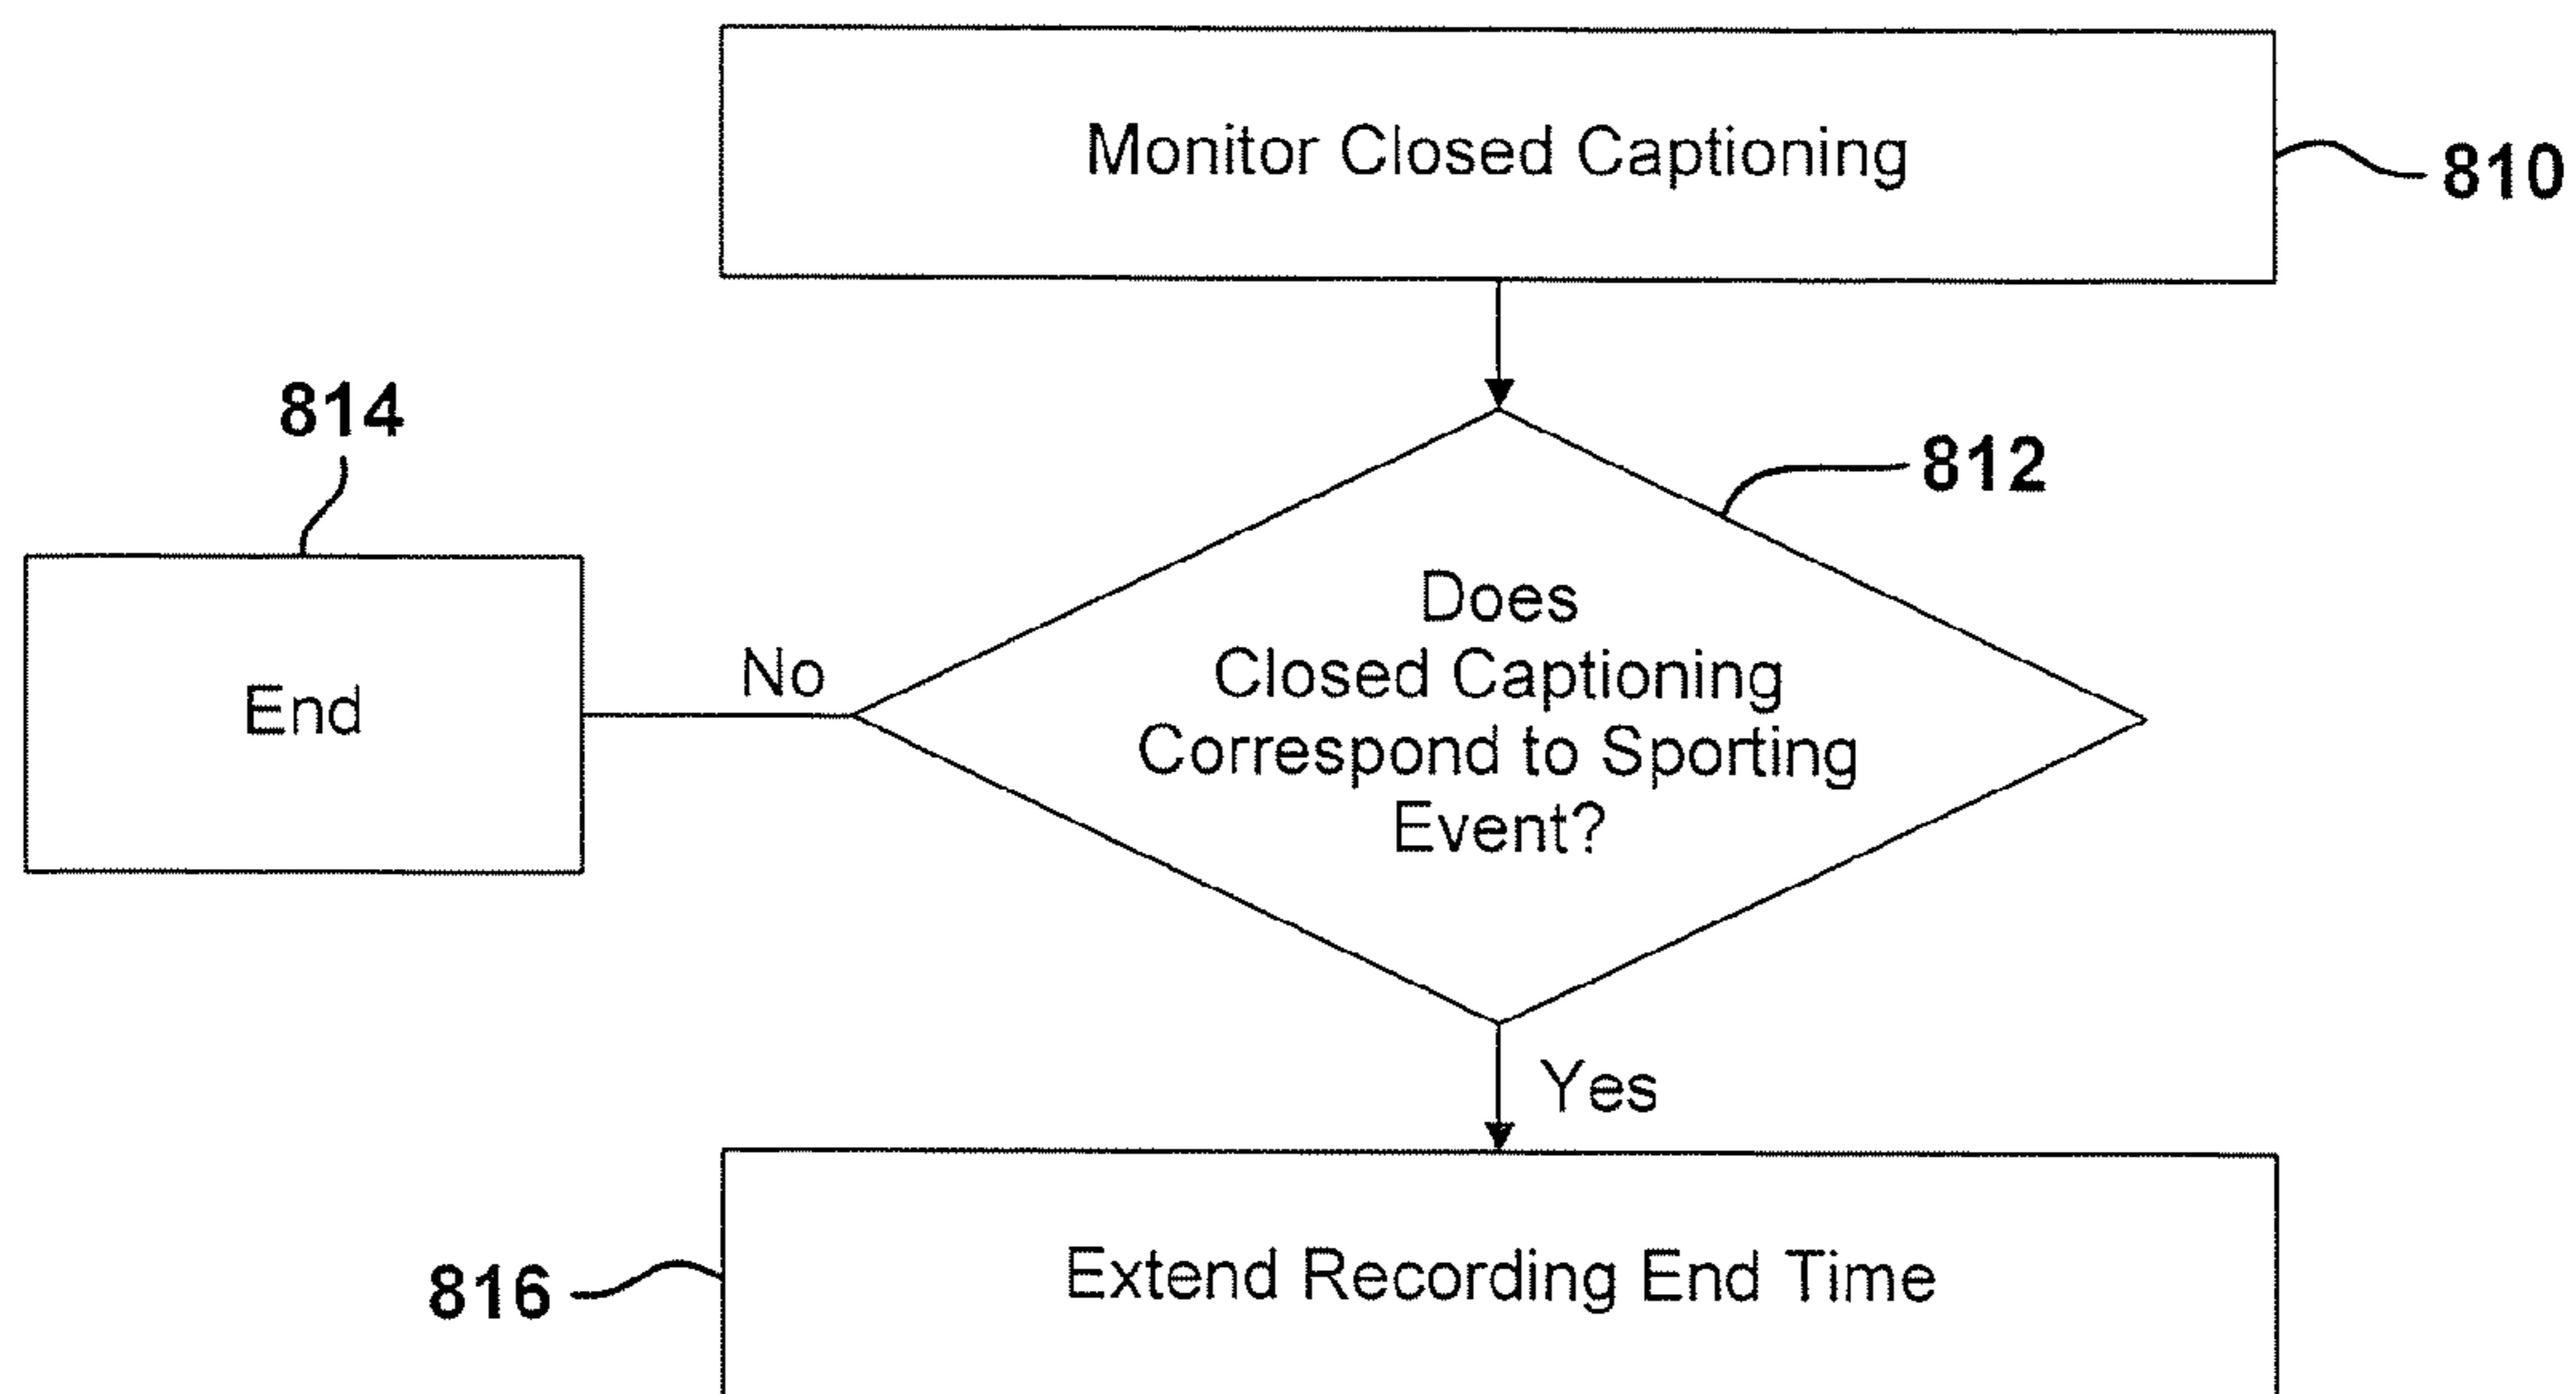 Monitor Closed Captioning
810
814
812
Does
Closed Captioning
Correspond to Sporting
Event?
No
End
Yes
Extend Recording End Time
816